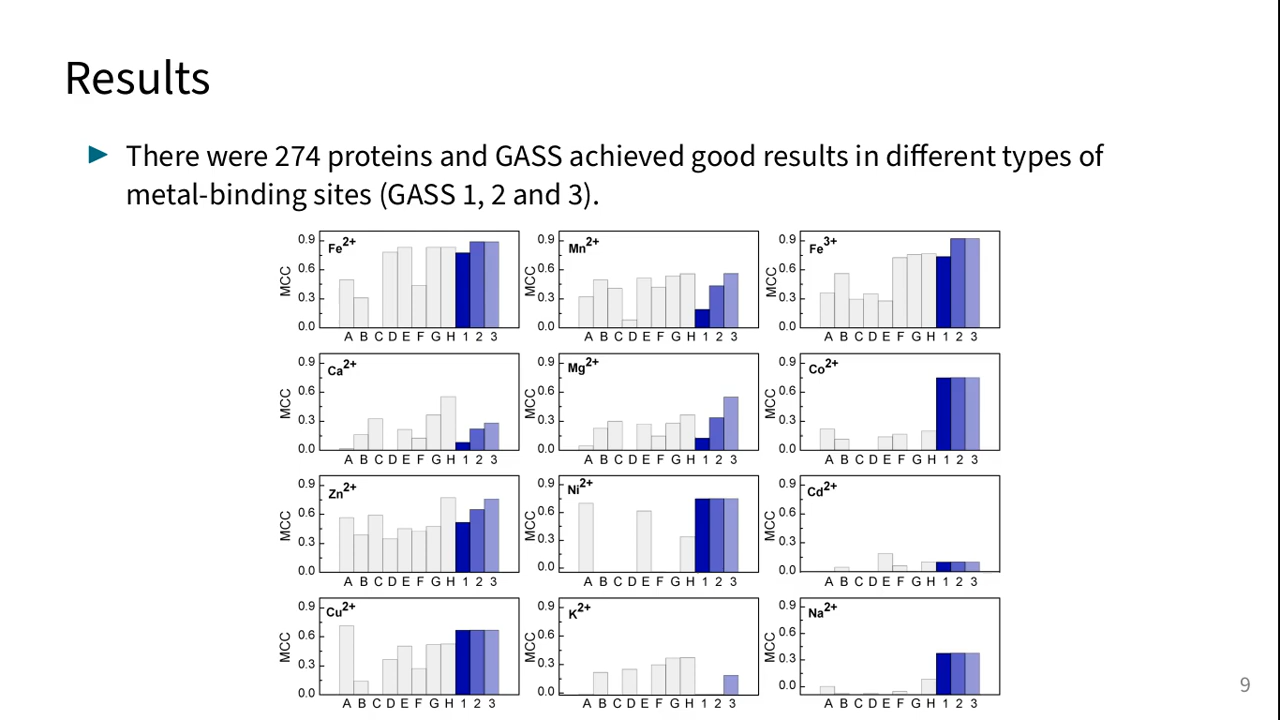 Results
There were 274 proteins and GASS achieved good results in different types of
metal-binding sites (GASS 1, 2 and 3).
0.9 0.6 0.3 0.0 MCC Fe2+ A B C D E F G H 1 2 3
0.9 0.6 0.3 0.0 MCC Mn2+ A B C D E F G H 1 2 3
0.9 0.6 0.3 0.0 MCC Fe3+ A B C D E F G H 1 2 3
0.9 0.6 0.3 0.0 MCC Ca2+ A B C D E F G H 1 2 3
0.9 0.6 0.3 0.0 MCC Mg2+ A B C D E F G H 1 2 3
0.9 0.6 0.3 0.0 MCC Co2+ A B C D E F G H 1 2 3
0.9 0.6 0.3 0.0 MCC Zn2+ A B C D E F G H 1 2 3
0.9 0.6 0.3 0.0 MCC Ni2+ A B C D E F G H 1 2 3
0.9 0.6 0.3 0.0 MCC Cd2+ A B C D E F G H 1 2 3
0.9 0.6 0.3 0.0 MCC Cu2+ A B C D E F G H 1 2 3
0.9 0.6 0.3 0.0 MCC K2+ A B C D E F G H 1 2 3
0.9 0.6 0.3 0.0 MCC Na2+ A B C D E F G H 1 2 3
9